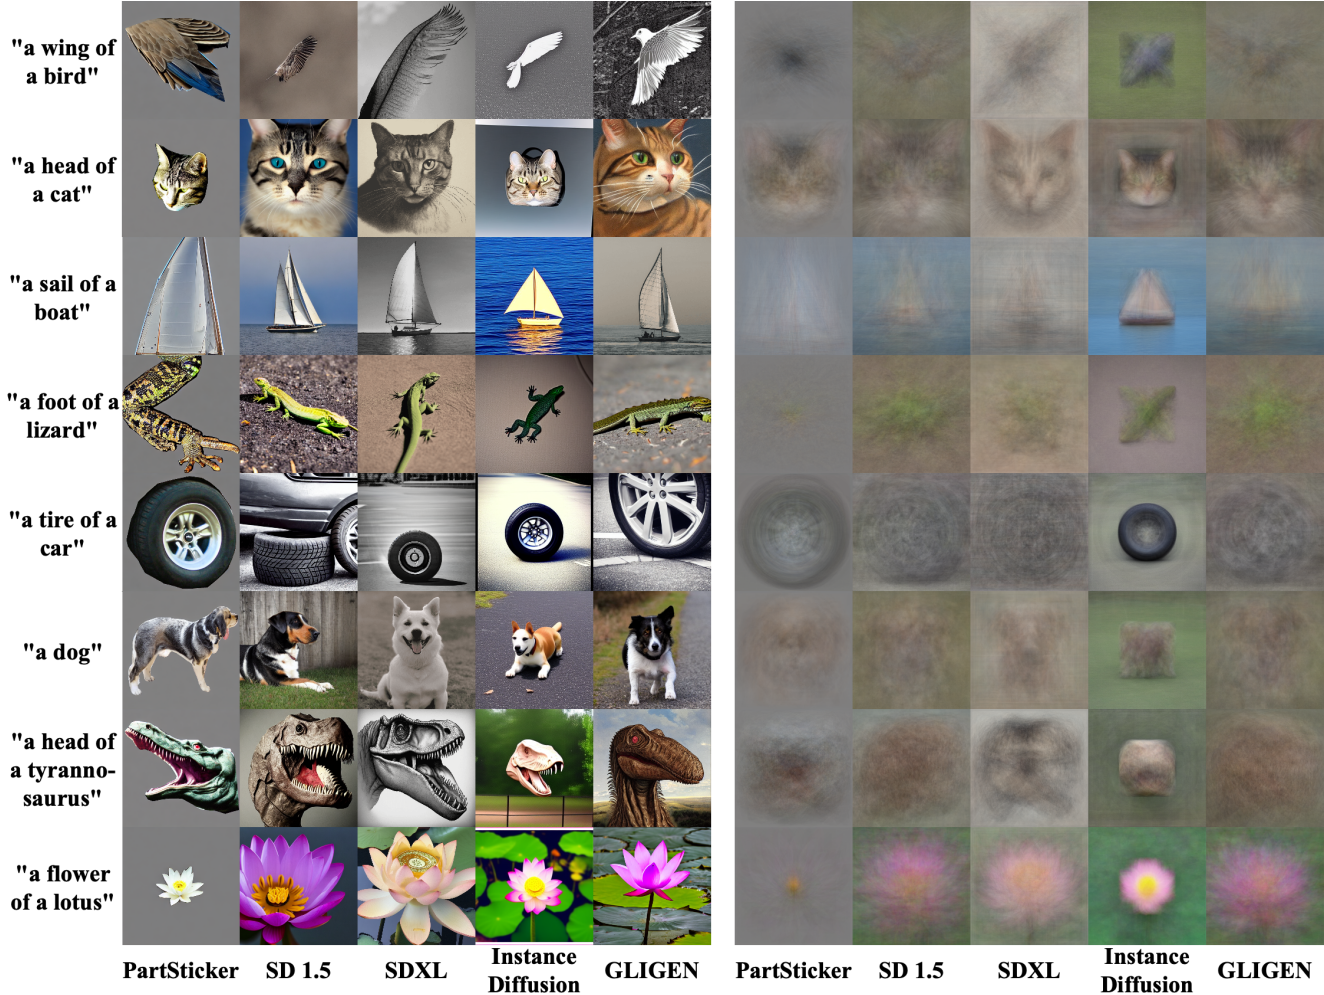 "a wing of
a bird"
"a head of
a cat"
"a sail of a
boat"
"a foot of a
lizard"
"a tire of a
car"
"a dog"
"a head of
a tyranno-
saurus"
"a flower
of a lotus"
PartSticker SD 1.5 SDXL Instance Diffusion GLIGEN
PartSticker SD 1.5 SDXL Instance Diffusion GLIGEN